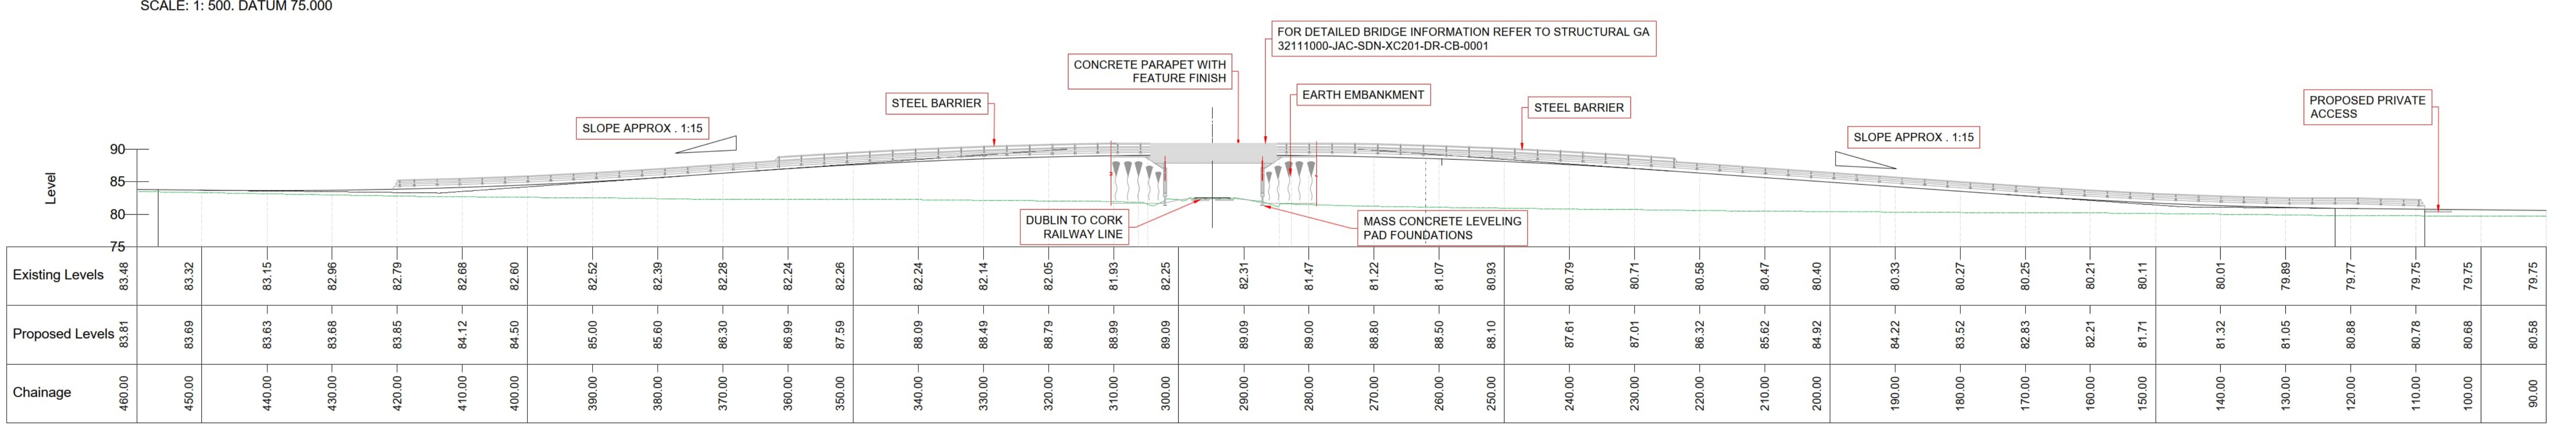 SCALE: 1: 500. DATUM 75.000
FOR DETAILED BRIDGE INFORMATION REFER TO STRUCTURAL GA
32111000-JAC-SDN-XC201-DR-CB-0001
CONCRETE PARAPET WITH
FEATURE FINISH
STEEL BARRIER
EARTH EMBANKMENT
STEEL BARRIER
PROPOSED PRIVATE
ACCESS
SLOPE APPROX . 1:15
SLOPE APPROX . 1:15
Level
90
85
80
75
DUBLIN TO CORK
RAILWAY LINE
MASS CONCRETE LEVELING
PAD FOUNDATIONS
Existing Levels 83.48 83.32 83.15 82.96 82.79 82.68 82.60 82.52 82.39 82.28 82.24 82.26 82.24 82.14 82.05 81.93 82.25 82.31 81.47 81.22 81.07 80.93 80.79 80.71 80.58 80.47 80.40 80.33 80.27 80.25 80.21 80.11 80.01 79.89 79.77 79.75 79.75 79.75
Proposed Levels 83.81 83.69 83.63 83.68 83.85 84.12 84.50 85.00 85.60 86.30 86.99 87.59 88.09 88.49 88.79 88.99 89.09 89.09 89.00 88.80 88.50 88.10 87.61 87.01 86.32 85.62 84.92 84.22 83.52 82.83 82.21 81.71 81.32 81.05 80.88 80.78 80.68 80.58
Chainage 460.00 450.00 440.00 430.00 420.00 410.00 400.00 390.00 380.00 370.00 360.00 350.00 340.00 330.00 320.00 310.00 300.00 290.00 280.00 270.00 260.00 250.00 240.00 230.00 220.00 210.00 200.00 190.00 180.00 170.00 160.00 150.00 140.00 130.00 120.00 110.00 100.00 90.00